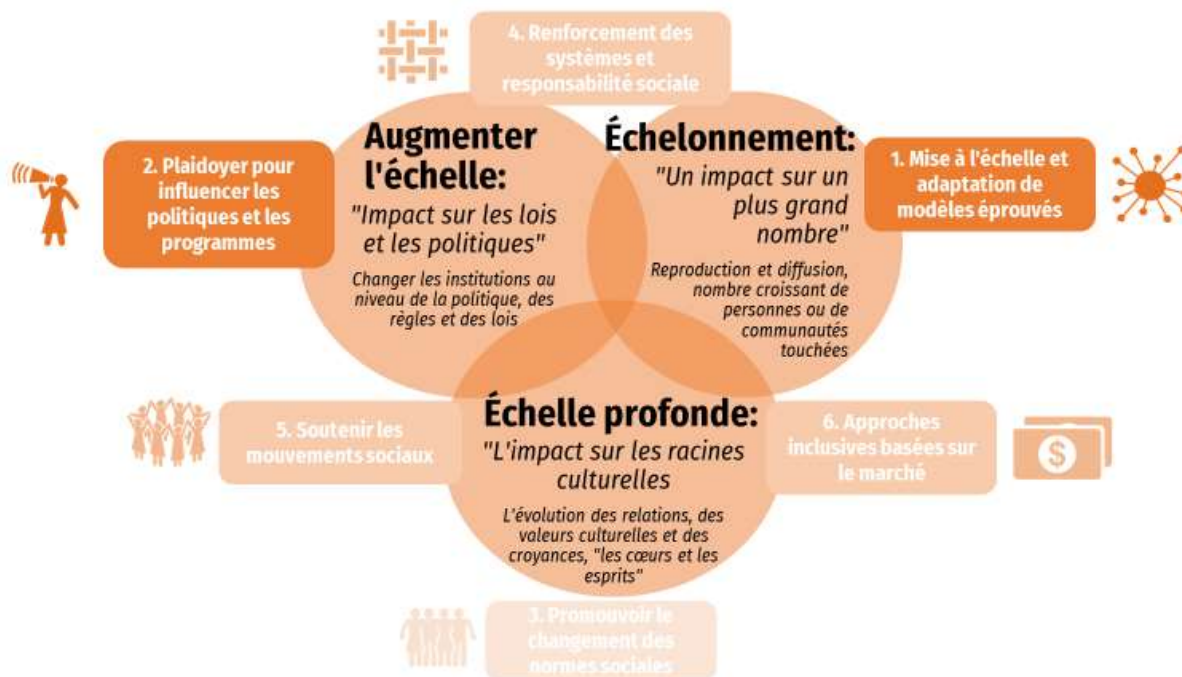 4. Renforcement des
systèmes et
responsabilité sociale
Augmenter
l'échelle:
"Impact sur les lois
et les politiques"
Changer les institutions au
niveau de la politique, des
règles et des lois
Échelonnement:
"Un impact sur un
plus grand
nombre"
Reproduction et diffusion,
nombre croissant de
personnes ou de
communautés
touchées
2. Plaidoyer pour
influencer les
politiques et les
programmes
1. Mise à l'échelle et
adaptation de
modèles éprouvés
5. Soutenir les
mouvements sociaux
Échelle profonde:
"L'impact sur les racines
culturelles
L'évolution des relations, des
valeurs culturelles et des
croyances, "les cœurs et les
esprits"
6. Approches
inclusives basées sur
le marché
$
3. Promouvoir le
changement des
normes sociales